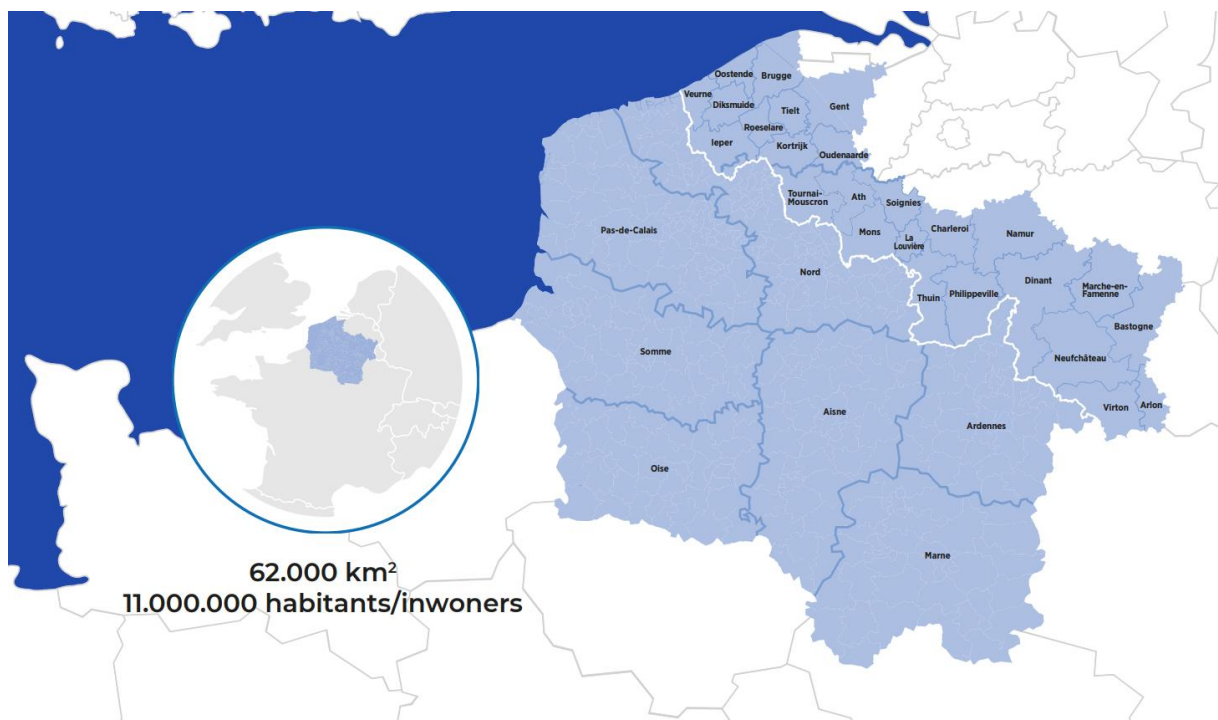 Oostende
Brugge
Veurne
Diksmuide
Tielt
Gent
Roeselare
Ieper
Kortrijk
Oudenaarde
Tournai-
Mouscron
Ath
Soignies
Pas-de-Calais
Mons
La
Louvière
Charleroi
Namur
Nord
Thuin
Philippeville
Dinant
Marche-en-
Famenne
Bastogne
Somme
Neufchâteau
Aisne
Virton
Arlon
Ardennes
Oise
Marne
62.000 km²
11.000.000 habitants/inwoners